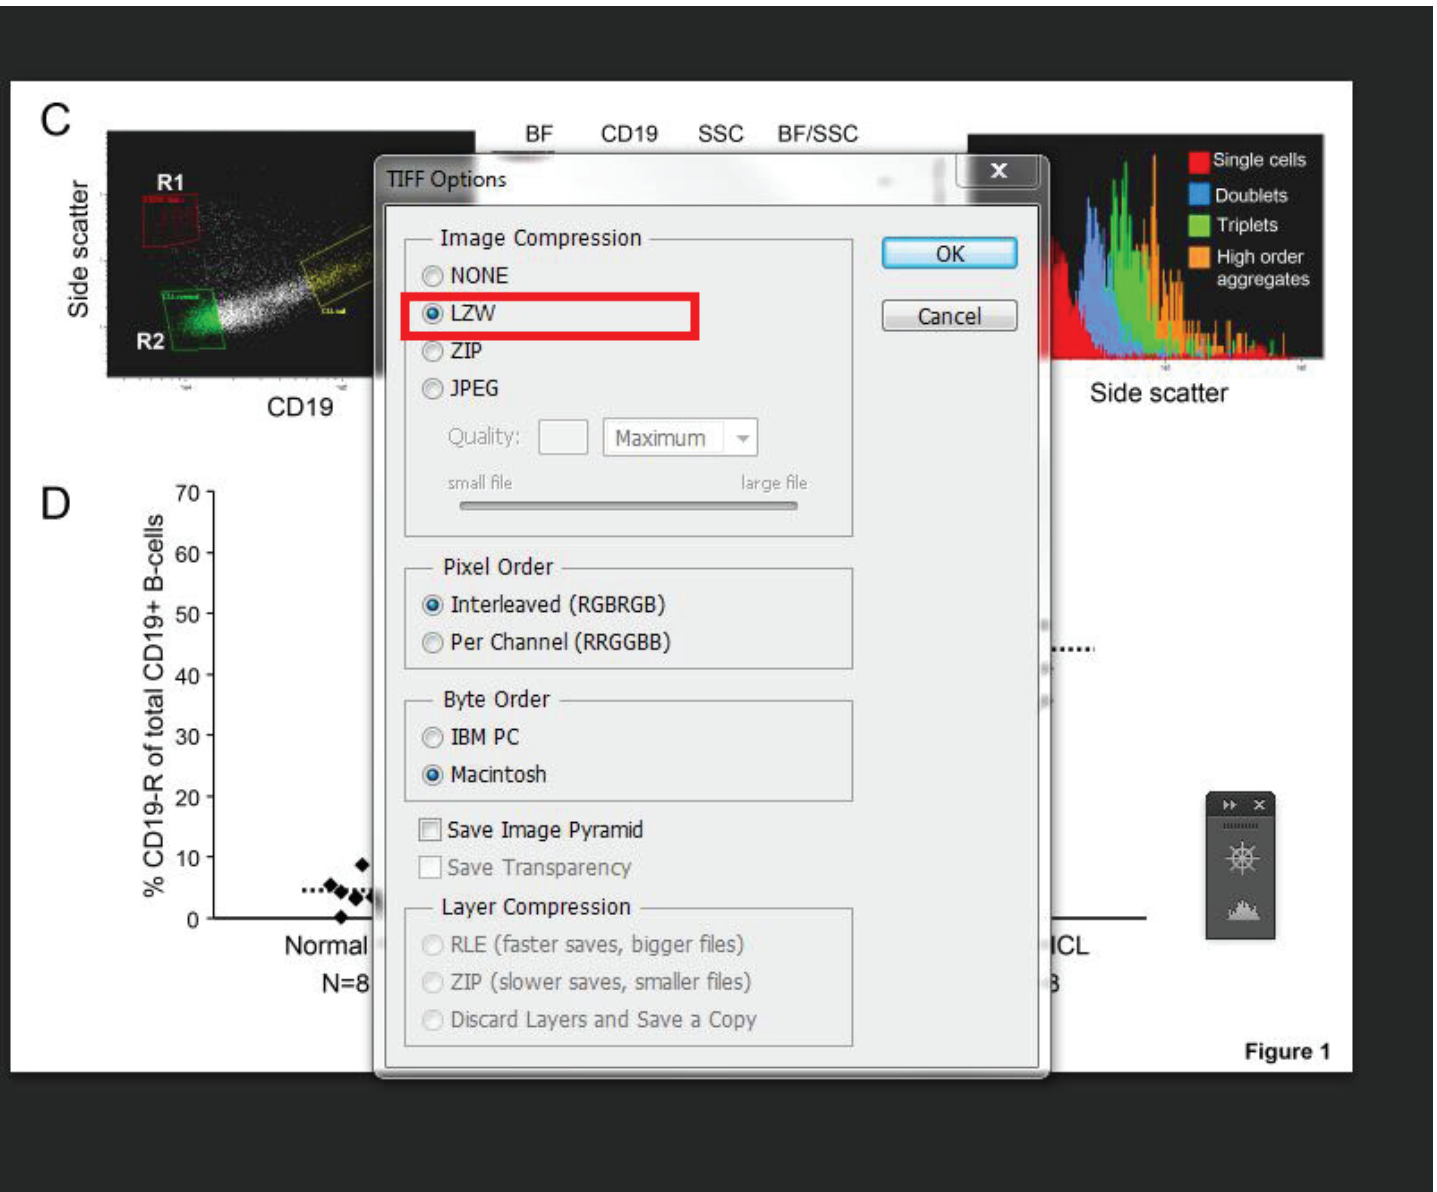 C
BF CD19 SSC BF/SSC
Side scatter
R1
R2
CD19
Single cells
Doublets
Triplets
High order
aggregates
Side scatter
TIFF Options
Image Compression
NONE
LZW
ZIP
JPEG
Quality:
Maximum
small file large file
OK
Cancel
Pixel Order
Interleaved (RGBRGB)
Per Channel (RRGGBB)
Byte Order
IBM PC
Macintosh
Save Image Pyramid
Save Transparency
Layer Compression
RLE (faster saves, bigger files)
ZIP (slower saves, smaller files)
Discard Layers and Save a Copy
D
% CD19-R of total CD19+ B-cells
70
60
50
40
30
20
10
0
Normal
N=8
ICL
Figure 1